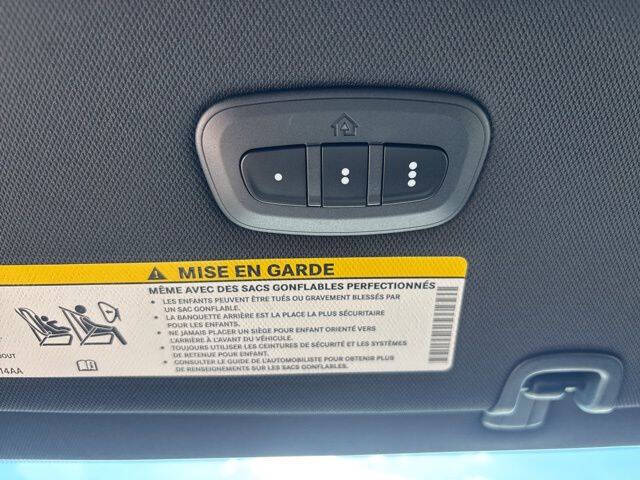 MISE EN GARDE
MÊME AVEC DES SACS GONFLABLES PERFECTIONNÉS
• LES ENFANTS PEUVENT ÊTRE TUÉS OU GRAVEMENT BLESSÉS PAR
UN SAC GONFLABLE.
• LA BANQUETTE ARRIÈRE EST LA PLACE LA PLUS SÉCURITAIRE
POUR LES ENFANTS.
• NE JAMAIS PLACER UN SIÈGE POUR ENFANT ORIENTÉ VERS
L'ARRIÈRE À L'AVANT DU VÉHICULE.
• TOUJOURS UTILISER LES CEINTURES DE SÉCURITÉ ET LES SYSTÈMES
DE RETENUE POUR ENFANT.
• CONSULTER LE GUIDE DE L'AUTOMOBILISTE POUR OBTENIR PLUS
DE RENSEIGNEMENTS SUR LES SACS GONFLABLES.
OUT
14AA